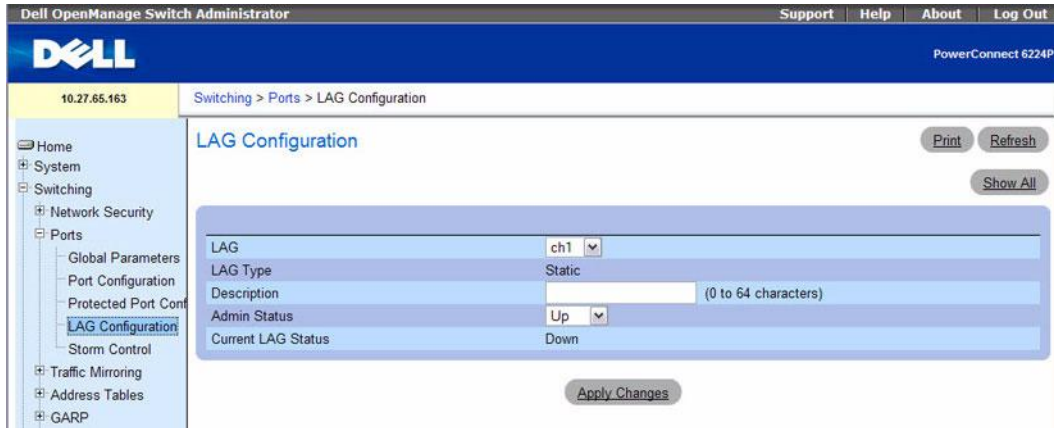 Dell OpenManage Switch Administrator
Support Help About Log Out
DELL
PowerConnect 6224P
10.27.65.163
Switching > Ports > LAG Configuration
Home
System
Switching
Network Security
Ports
Global Parameters
Port Configuration
Protected Port Conf
LAG Configuration
Storm Control
Traffic Mirroring
Address Tables
GARP
LAG Configuration
Print Refresh
Show All
LAG ch1
LAG Type Static
Description (0 to 64 characters)
Admin Status Up
Current LAG Status Down
Apply Changes